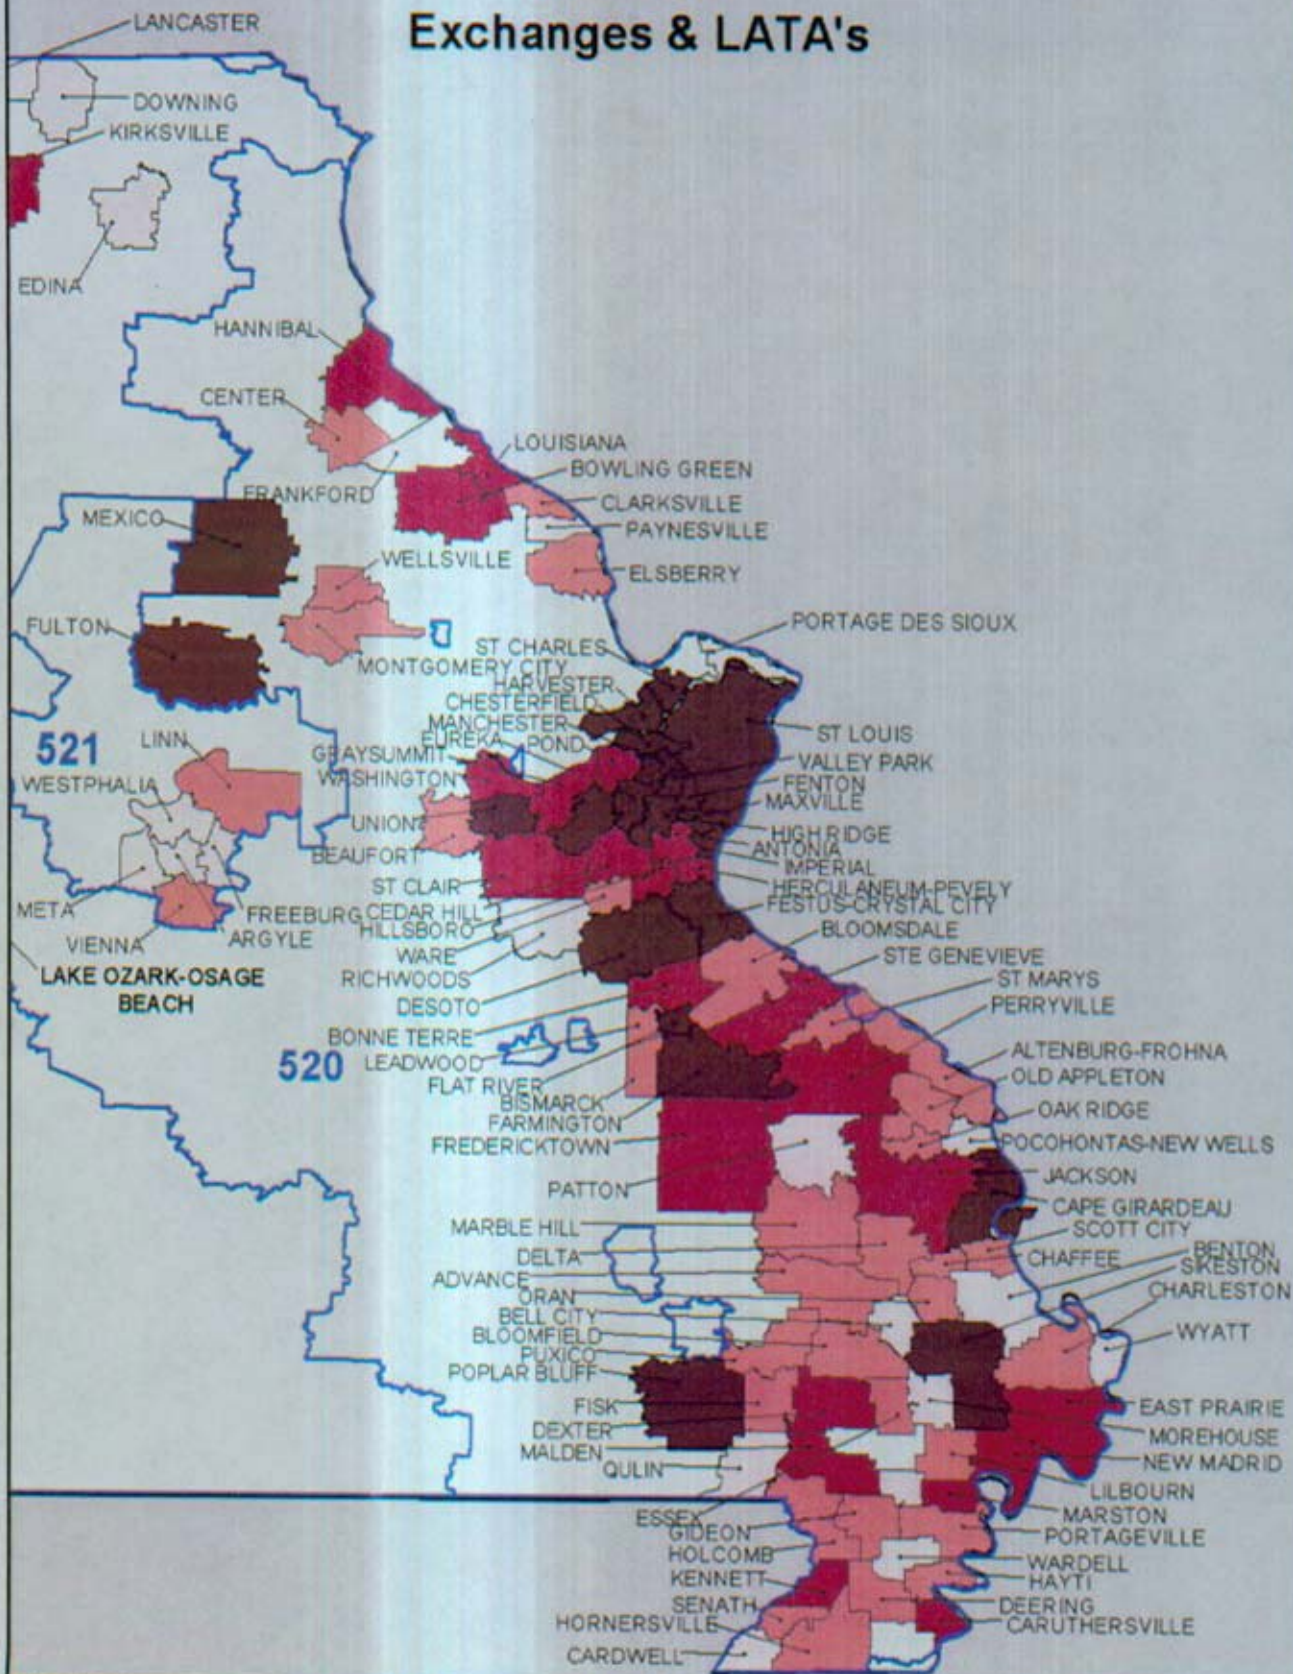 Exchanges & LATA's
LANCASTER
DOWNING
KIRKSVILLE
EDINA
HANNIBAL
CENTER
LOUISIANA
BOWLING GREEN
FRANKFORD
CLARKSVILLE
MEXICO
PAYNESVILLE
WELLSVILLE
ELSBERRY
FULTON
PORTAGE DES SIOUX
ST CHARLES
MONTGOMERY CITY
HARVESTER
CHESTERFIELD
MANCHESTER
ST LOUIS
521
LINN
EUREKA
POND
GRAYSUMMIT
VALLEY PARK
WASHINGTON
WESTPHALIA
FENTON
MAXVILLE
UNION
HIGH RIDGE
ANTONIA
BEAUFORT
IMPERIAL
ST CLAIR
HERCULANEUM-PEVELY
META
FREEBURG
CEDAR HILL
FESTUS-CRYSTAL CITY
HILLSBORO
BLOOMSDALE
VIENNA
ARGYLE
WARE
STE GENEVIEVE
LAKE OZARK-OSAGE
BEACH
RICHWOODS
ST MARYS
DESOTO
PERRYVILLE
BONNE TERRE
520
LEADWOOD
ALTENBURG-FROHNA
FLAT RIVER
OLD APPLETON
BISMARCK
OAK RIDGE
FARMINGTON
FREDERICKTOWN
POCOHONTAS-NEW WELLS
JACKSON
PATTON
CAPE GIRARDEAU
MARBLE HILL
SCOTT CITY
DELTA
CHAFFEE
BENTON
SIKESTON
ADVANCE
CHARLESTON
ORAN
BELL CITY
BLOOMFIELD
WYATT
PUXICO
POPLAR BLUFF
FISK
EAST PRAIRIE
DEXTER
MOREHOUSE
MALDEN
NEW MADRID
QULIN
LILBOURN
ESSEX
MARSTON
GIDEON
PORTAGEVILLE
HOLCOMB
WARDELL
KENNETT
HAYTI
SENATH
DEERING
HORNERSVILLE
CARUTHERSVILLE
CARDWELL